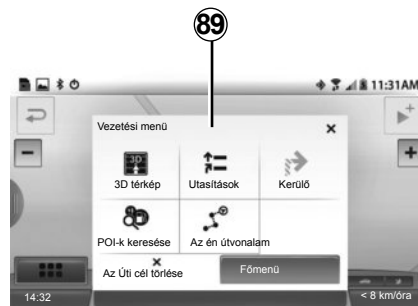 89
11:31AM
Vezetési menü
3D térkép
Utasítások
Kerülő
POI-k keresése
Az én útvonalam
Az Úti cél törlése
Főmenü
14:32
< 8 km/óra